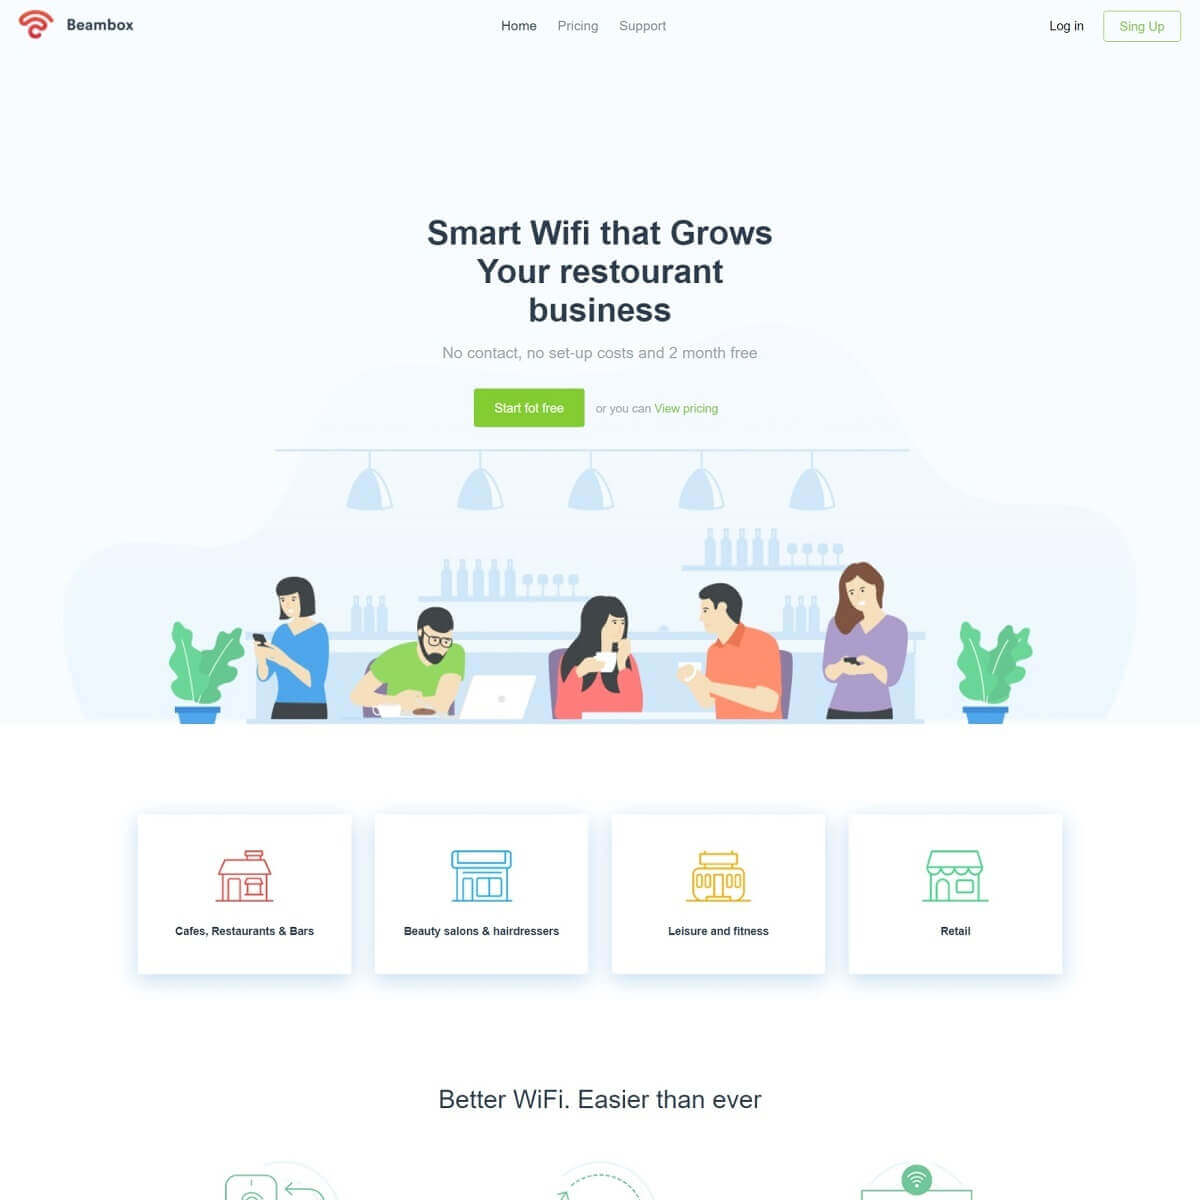 Beambox
Home Pricing Support
Log in
Sing Up
Smart Wifi that Grows
Your restourant
business
No contact, no set-up costs and 2 month free
Start fot free
or you can View pricing
Cafes, Restaurants & Bars
Beauty salons & hairdressers
Leisure and fitness
Retail
Better WiFi. Easier than ever